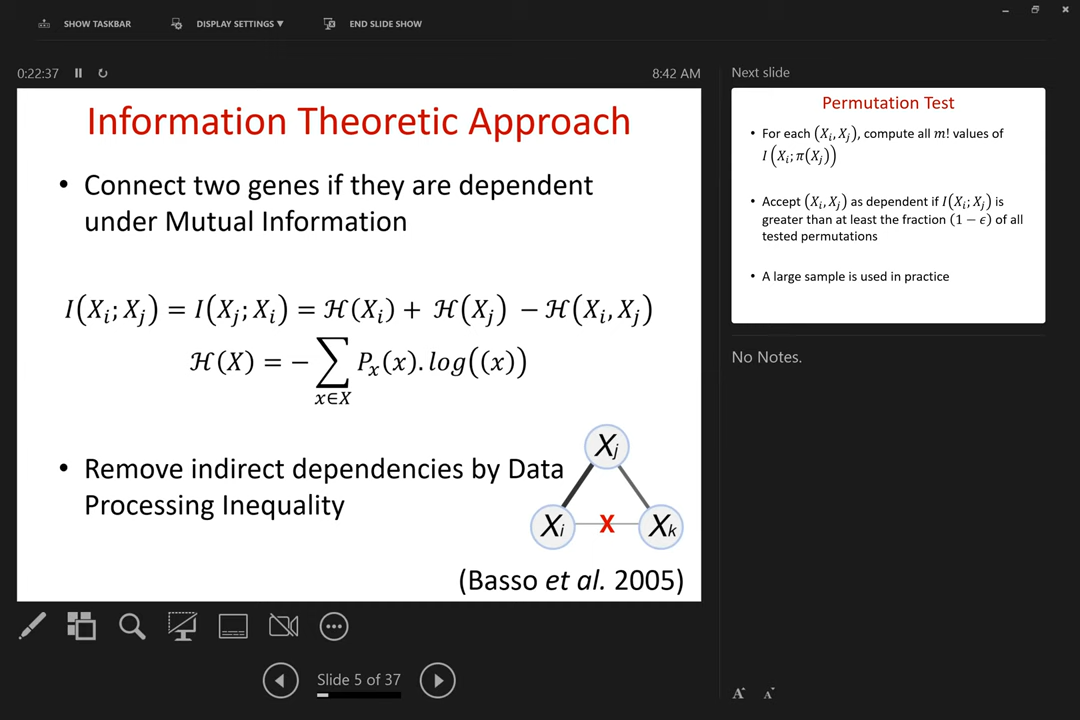 SHOW TASKBAR DISPLAY SETTINGS ▼ END SLIDE SHOW
0:22:37 8:42 AM
Information Theoretic Approach
• Connect two genes if they are dependent
under Mutual Information
I(Xᵢ; Xⱼ) = I(Xⱼ; Xᵢ) = ℋ(Xᵢ) + ℋ(Xⱼ) − ℋ(Xᵢ, Xⱼ)
ℋ(X) = − ∑ Pₓ(x). log((x))
x∈X
• Remove indirect dependencies by Data
Processing Inequality
Xⱼ
Xᵢ X Xₖ
(Basso et al. 2005)
Slide 5 of 37
Next slide
Permutation Test
• For each (Xᵢ, Xⱼ), compute all m! values of
I(Xᵢ; π(Xⱼ))
• Accept (Xᵢ, Xⱼ) as dependent if I(Xᵢ; Xⱼ) is
greater than at least the fraction (1 − ϵ) of all
tested permutations
• A large sample is used in practice
No Notes.
A A